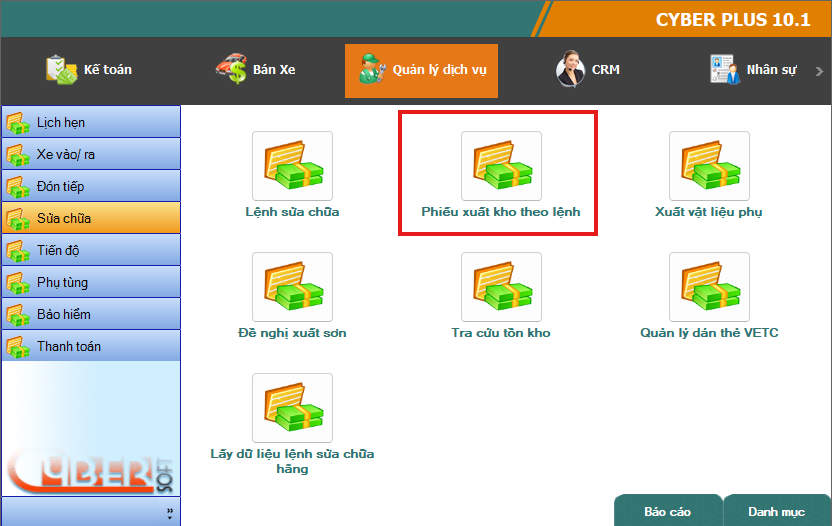 CYBER PLUS 10.1
Kế toán
Bán Xe
Quản lý dịch vụ
CRM
Nhân sự
Lịch hẹn
Xe vào/ ra
Đón tiếp
Sửa chữa
Tiến độ
Phụ tùng
Bảo hiểm
Thanh toán
Lệnh sửa chữa
Phiếu xuất kho theo lệnh
Xuất vật liệu phụ
Đề nghị xuất sơn
Tra cứu tồn kho
Quản lý dán thẻ VETC
Lấy dữ liệu lệnh sửa chữa
hãng
CYBER SOFT
Báo cáo
Danh mục